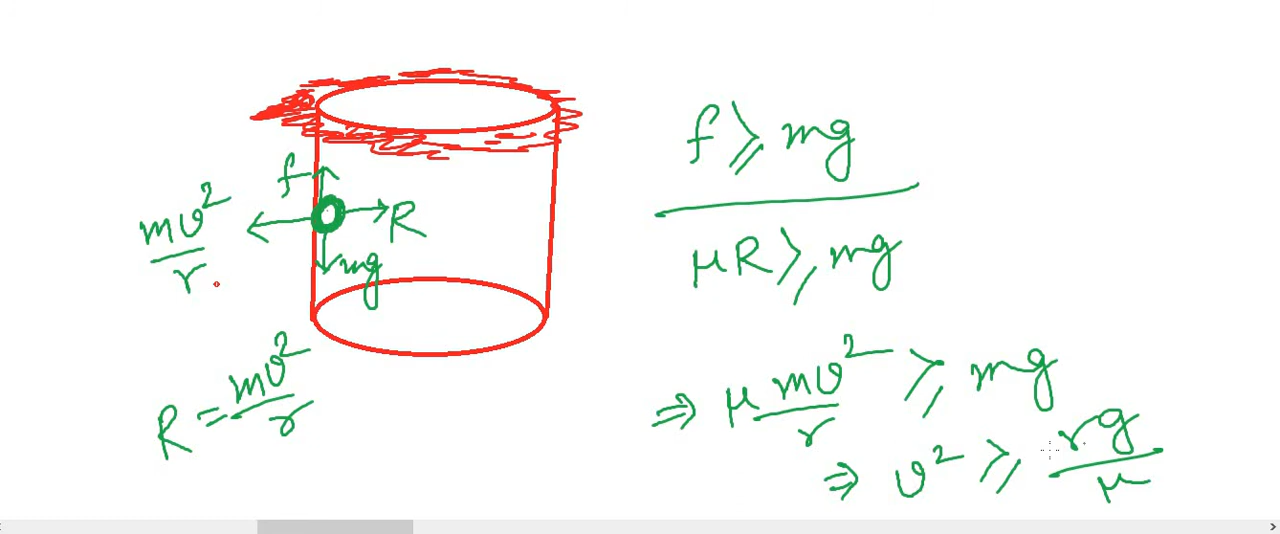 f
mv²/r
R
mg
R = mv²/r
f ⩾ mg
μR ⩾ mg
⇒ μ mv²/r ⩾ mg
⇒ v² ⩾ rg/μ